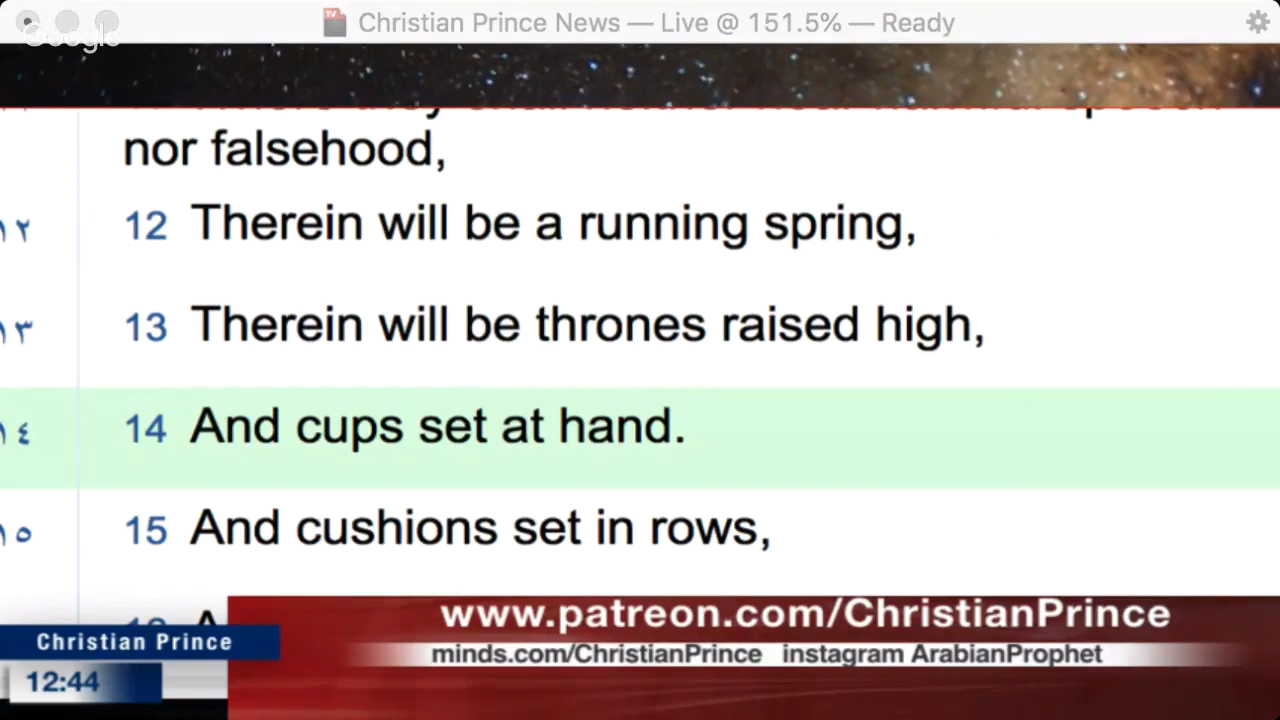 Christian Prince News — Live @ 151.5% — Ready
Google
nor falsehood,
١٢ 12 Therein will be a running spring,
١٣ 13 Therein will be thrones raised high,
١٤ 14 And cups set at hand.
١٥ 15 And cushions set in rows,
www.patreon.com/ChristianPrince
Christian Prince
minds.com/ChristianPrince instagram ArabianProphet
12:44